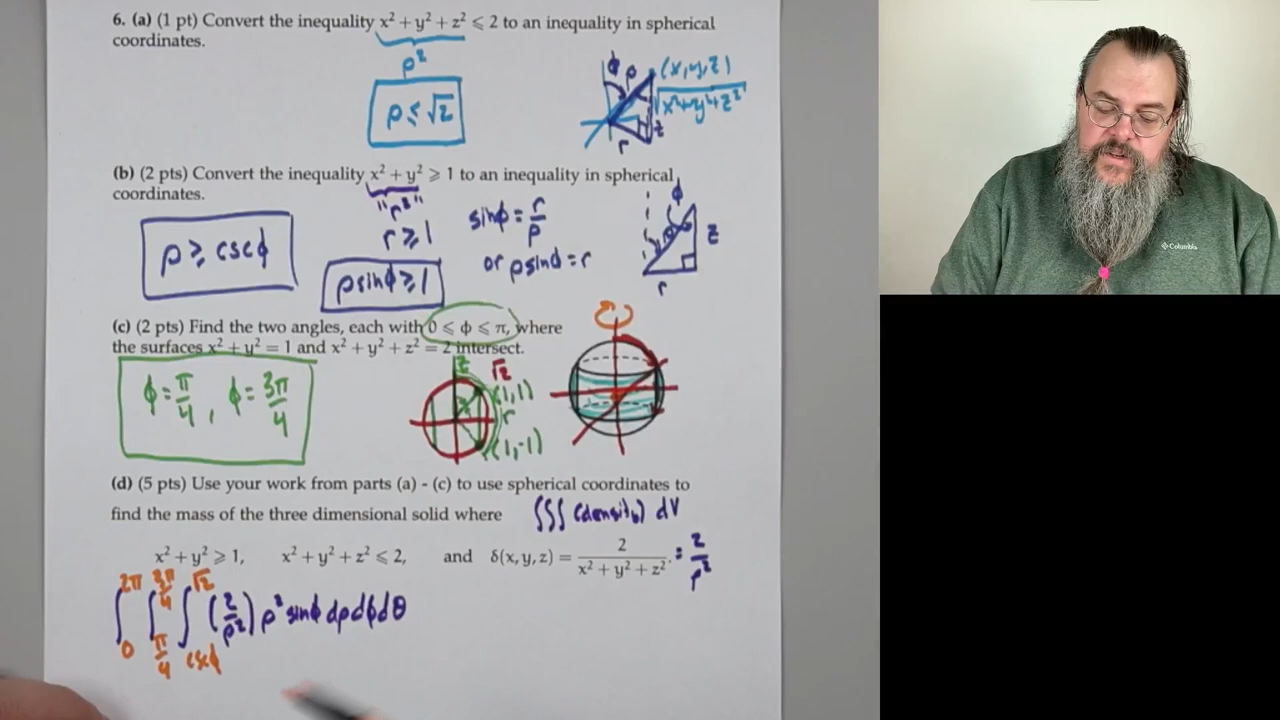 6. (a) (1 pt) Convert the inequality x² + y² + z² ⩽ 2 to an inequality in spherical
coordinates.
ρ²
ρ ≤ √2
ϕ ρ (x,y,z)
√x²+y²+z²
z
r
(b) (2 pts) Convert the inequality x² + y² ⩾ 1 to an inequality in spherical
coordinates.
"r²"
r ≥ 1
sinϕ = r/ρ
ρ ≥ cscϕ
ρsinϕ ≥ 1
or ρsinϕ = r
ϕ
z
r
(c) (2 pts) Find the two angles, each with 0 ⩽ ϕ ⩽ π, where
the surfaces x² + y² = 1 and x² + y² + z² = 2 intersect.
ϕ = π/4, ϕ = 3π/4
z
√2
(1,1)
r
(1,-1)
(d) (5 pts) Use your work from parts (a) - (c) to use spherical coordinates to
find the mass of the three dimensional solid where ∫∫∫ (density) dV
x² + y² ⩾ 1, x² + y² + z² ⩽ 2, and δ(x, y, z) = 2/(x² + y² + z²). = 2/ρ²
∫₀^2π ∫_π/4^3π/4 ∫_cscϕ^√2 (2/ρ²) ρ² sinϕ dρ dϕ dθ
Columbia